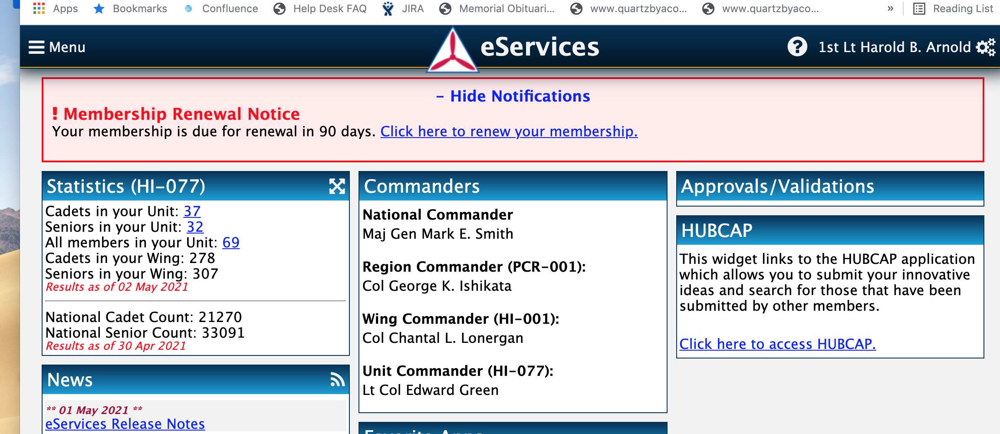 Apps Bookmarks Confluence Help Desk FAQ JIRA Memorial Obituari... www.quartzbyaco... www.quartzbyaco... » Reading List
Menu eServices ? 1st Lt Harold B. Arnold
– Hide Notifications
! Membership Renewal Notice
Your membership is due for renewal in 90 days. Click here to renew your membership.
Statistics (HI-077)
Cadets in your Unit: 37
Seniors in your Unit: 32
All members in your Unit: 69
Cadets in your Wing: 278
Seniors in your Wing: 307
Results as of 02 May 2021
National Cadet Count: 21270
National Senior Count: 33091
Results as of 30 Apr 2021
News
** 01 May 2021 **
eServices Release Notes
Commanders
National Commander
Maj Gen Mark E. Smith
Region Commander (PCR-001):
Col George K. Ishikata
Wing Commander (HI-001):
Col Chantal L. Lonergan
Unit Commander (HI-077):
Lt Col Edward Green
Favorite Apps
Approvals/Validations
HUBCAP
This widget links to the HUBCAP application
which allows you to submit your innovative
ideas and search for those that have been
submitted by other members.
Click here to access HUBCAP.